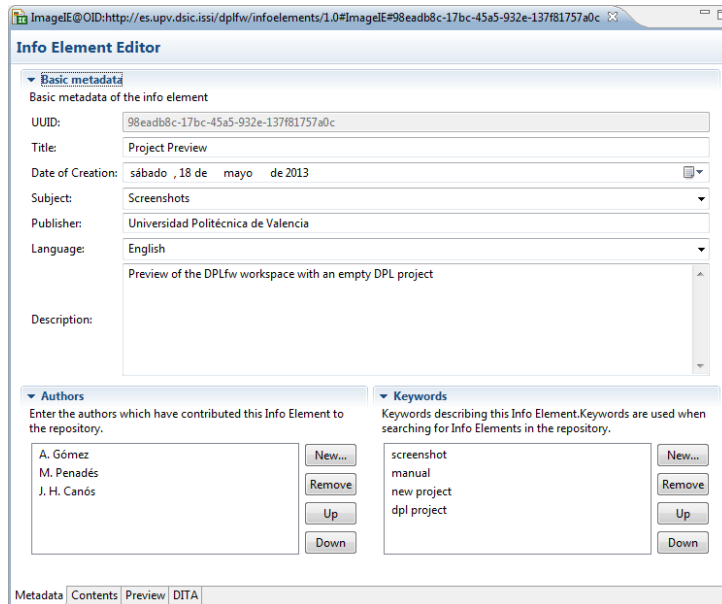 ImageIE@OID:http://es.upv.dsic.issi/dplfw/infoelements/1.0#ImageIE#98eadb8c-17bc-45a5-932e-137f81757a0c
Info Element Editor
Basic metadata
Basic metadata of the info element
UUID: 98eadb8c-17bc-45a5-932e-137f81757a0c
Title: Project Preview
Date of Creation: sábado , 18 de mayo de 2013
Subject: Screenshots
Publisher: Universidad Politécnica de Valencia
Language: English
Description: Preview of the DPLfw workspace with an empty DPL project
Authors
Enter the authors which have contributed this Info Element to
the repository.
A. Gómez
M. Penadés
J. H. Canós
New...
Remove
Up
Down
Keywords
Keywords describing this Info Element.Keywords are used when
searching for Info Elements in the repository.
screenshot
manual
new project
dpl project
New...
Remove
Up
Down
Metadata Contents Preview DITA